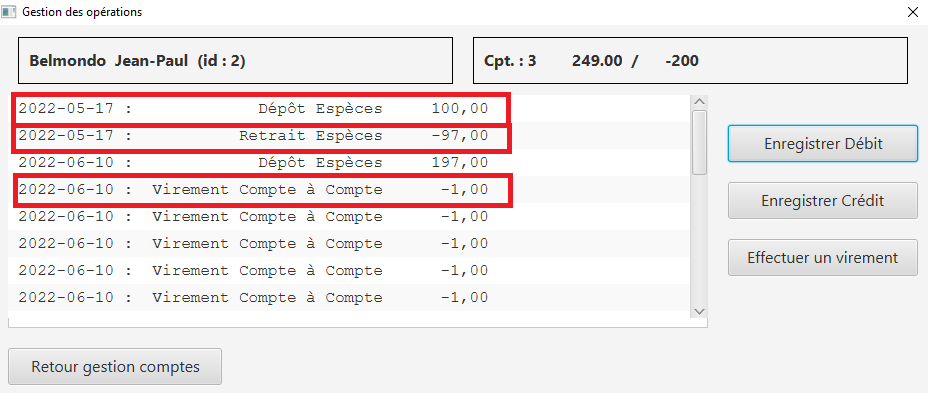 Gestion des opérations
Belmondo Jean-Paul (id : 2)
Cpt. : 3 249.00 / -200
2022-05-17 : Dépôt Espèces 100,00
2022-05-17 : Retrait Espèces -97,00
2022-06-10 : Dépôt Espèces 197,00
2022-06-10 : Virement Compte à Compte -1,00
2022-06-10 : Virement Compte à Compte -1,00
2022-06-10 : Virement Compte à Compte -1,00
2022-06-10 : Virement Compte à Compte -1,00
2022-06-10 : Virement Compte à Compte -1,00
Enregistrer Débit
Enregistrer Crédit
Effectuer un virement
Retour gestion comptes